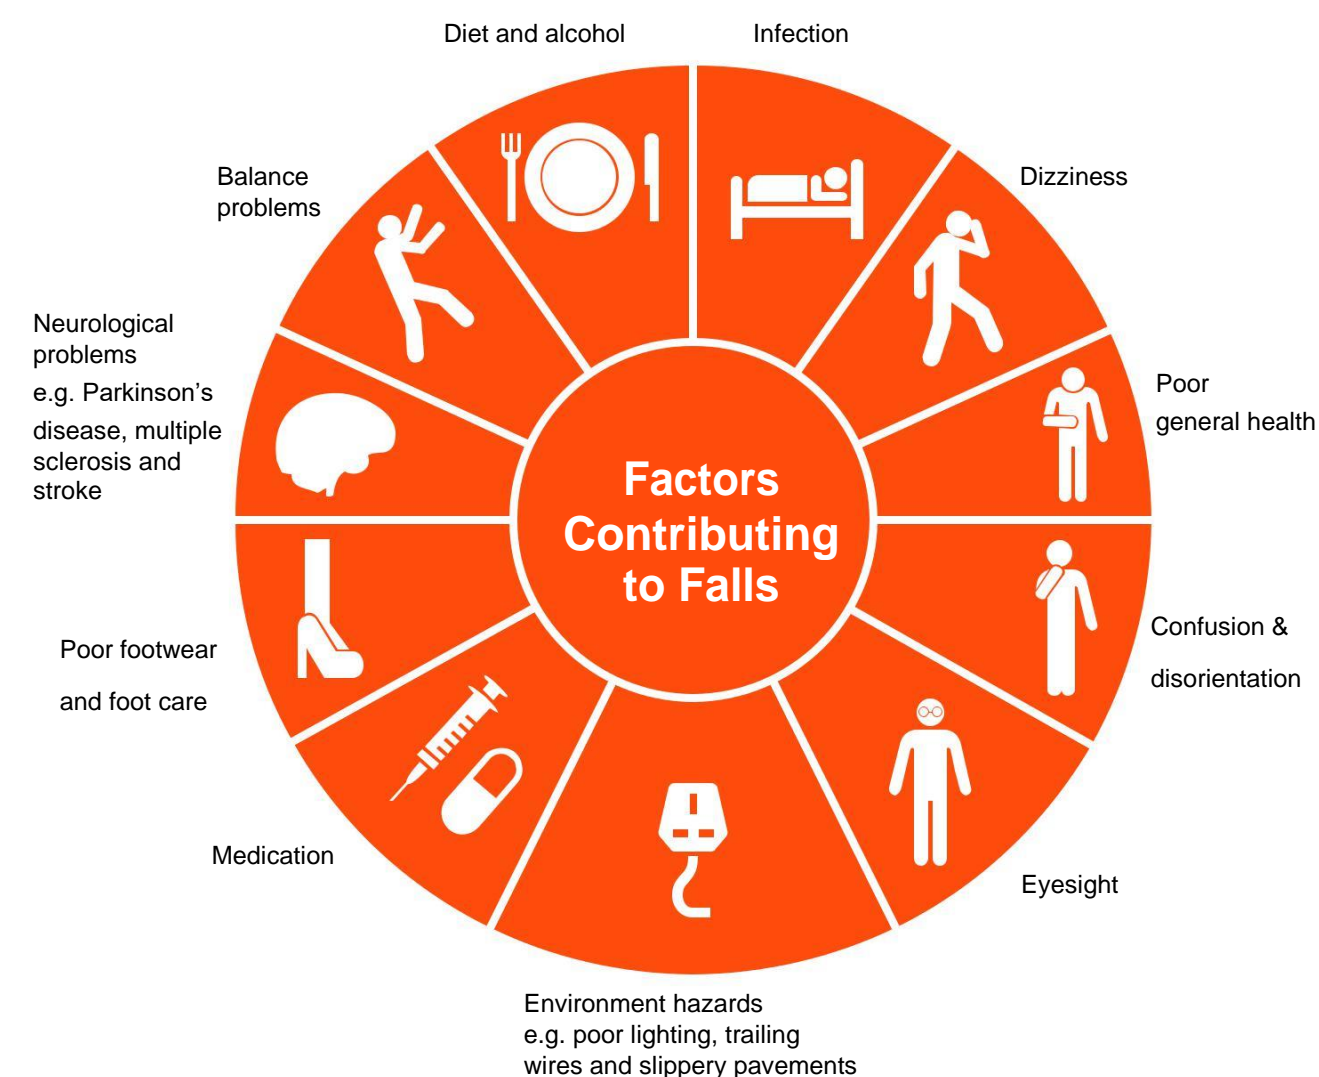 Diet and alcohol
Infection
Dizziness
Poor
general health
Confusion &
disorientation
Eyesight
Environment hazards
e.g. poor lighting, trailing
wires and slippery pavements
Medication
Poor footwear
and foot care
Neurological
problems
e.g. Parkinson’s
disease, multiple
sclerosis and
stroke
Balance
problems
Factors
Contributing
to Falls